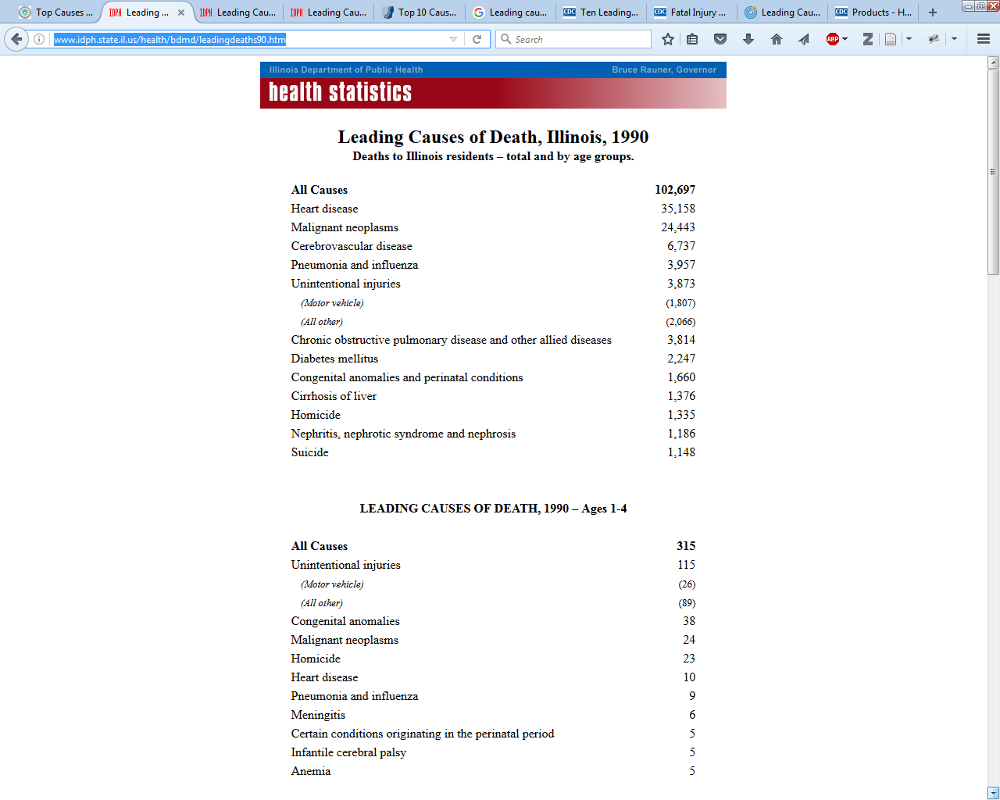 Top Causes ...
IDPH Leading ...
IDPH Leading Cau...
IDPH Leading Cau...
Top 10 Caus...
Leading cau...
CDC Ten Leading...
CDC Fatal Injury ...
Leading Cau...
CDC Products - H...
www.idph.state.il.us/health/bdmd/leadingdeaths90.htm
Search
ABP
Z
Illinois Department of Public Health Bruce Rauner, Governor
health statistics
Leading Causes of Death, Illinois, 1990
Deaths to Illinois residents – total and by age groups.
All Causes 102,697
Heart disease 35,158
Malignant neoplasms 24,443
Cerebrovascular disease 6,737
Pneumonia and influenza 3,957
Unintentional injuries 3,873
(Motor vehicle) (1,807)
(All other) (2,066)
Chronic obstructive pulmonary disease and other allied diseases 3,814
Diabetes mellitus 2,247
Congenital anomalies and perinatal conditions 1,660
Cirrhosis of liver 1,376
Homicide 1,335
Nephritis, nephrotic syndrome and nephrosis 1,186
Suicide 1,148
LEADING CAUSES OF DEATH, 1990 – Ages 1-4
All Causes 315
Unintentional injuries 115
(Motor vehicle) (26)
(All other) (89)
Congenital anomalies 38
Malignant neoplasms 24
Homicide 23
Heart disease 10
Pneumonia and influenza 9
Meningitis 6
Certain conditions originating in the perinatal period 5
Infantile cerebral palsy 5
Anemia 5